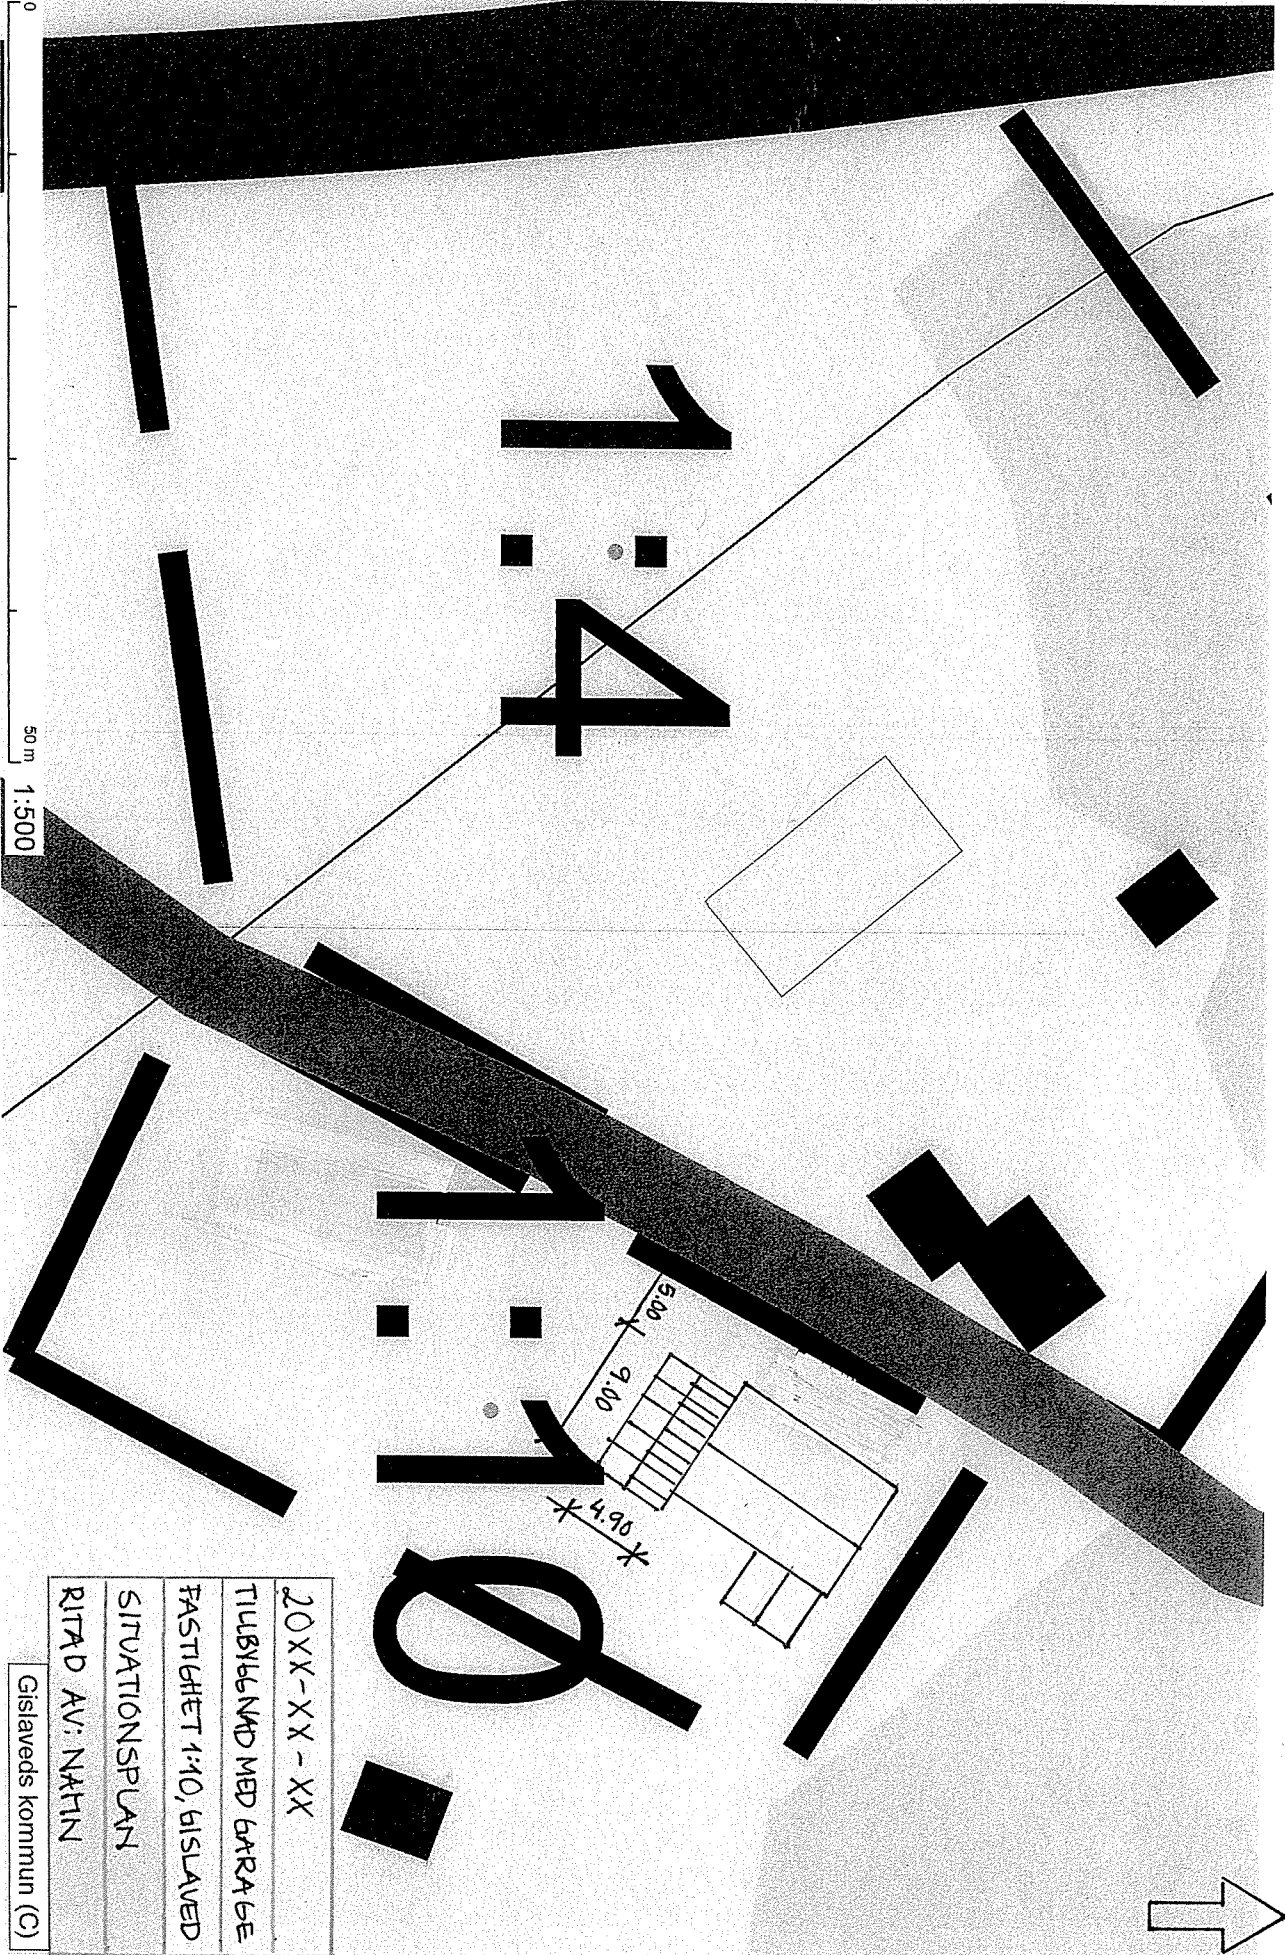 1:4
1:10
5.00
9.00
4.90
20XX-XX-XX
TILLBYGGNAD MED GARAGE
FASTIGHET 1:10, GISLAVED
SITUATIONSPLAN
RITAD AV: NAMN
0
50 m
1:500
Gislaveds kommun (C)